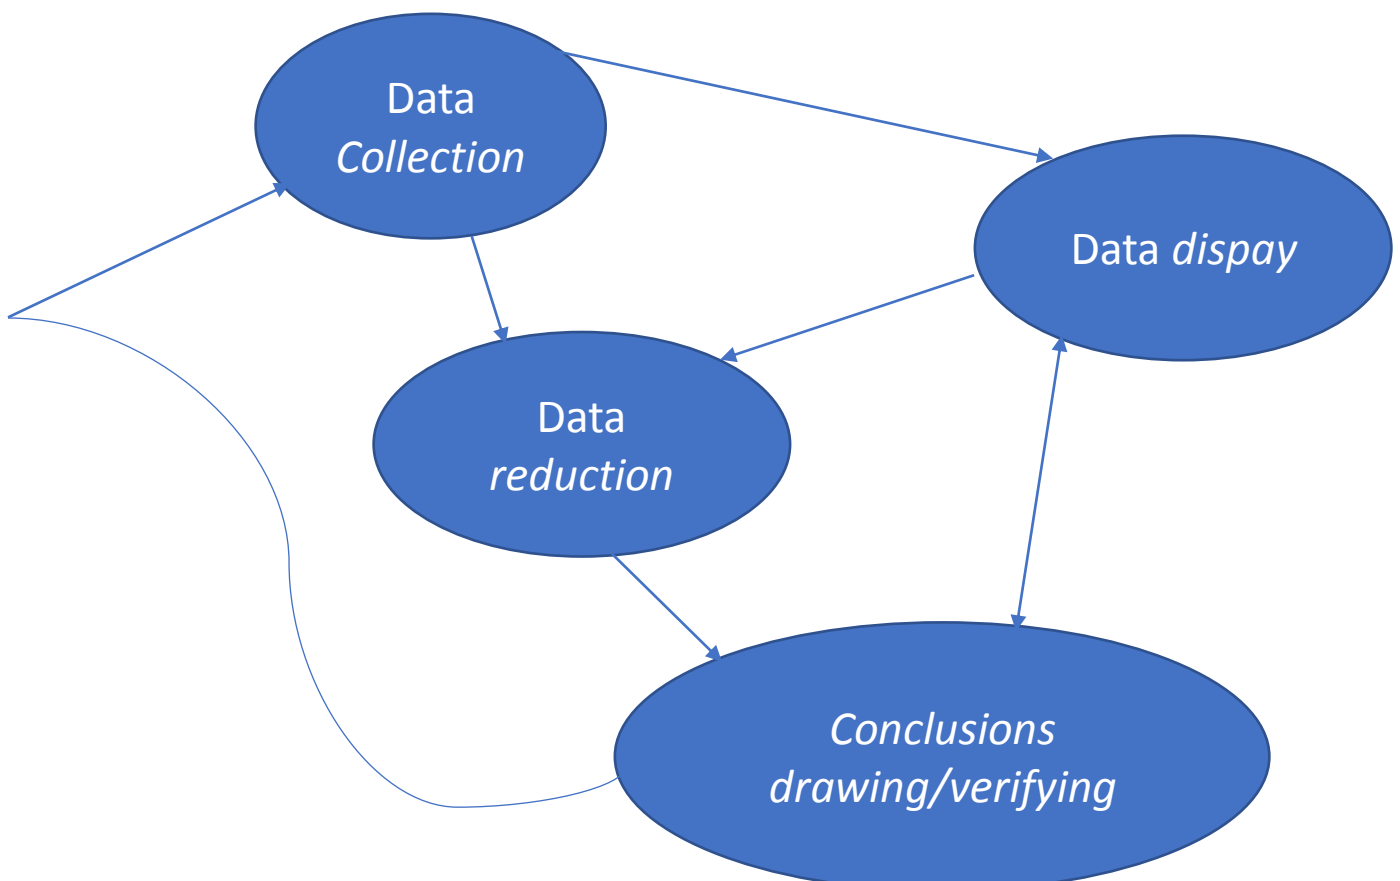 Data
Collection
Data dispay
Data
reduction
Conclusions
drawing/verifying